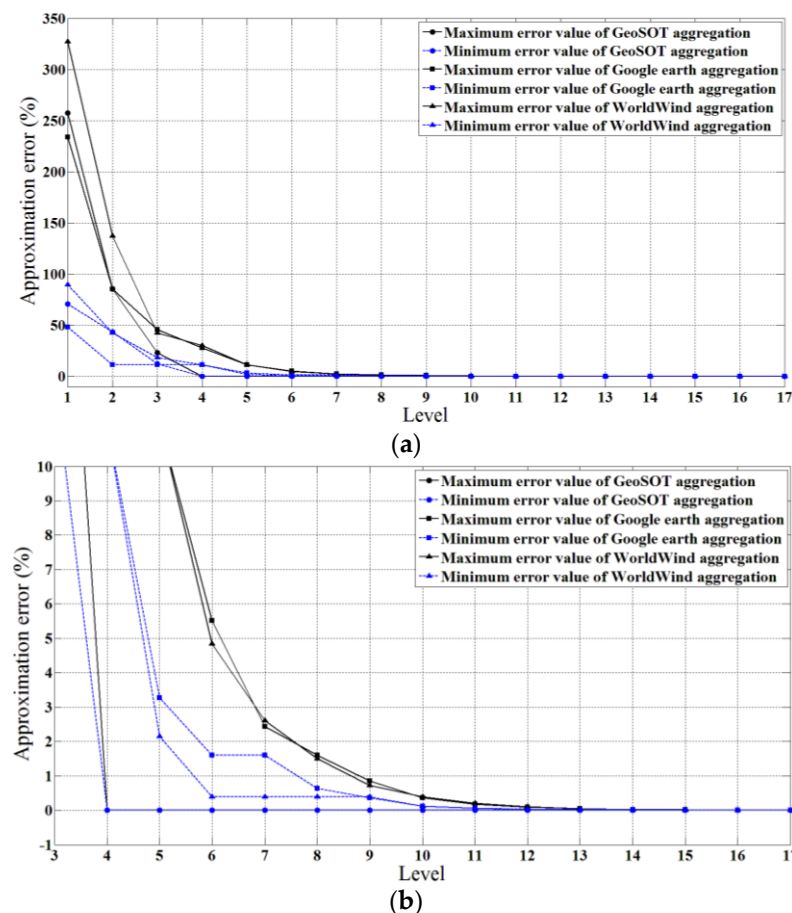 350
300
250
200
150
100
50
0
Approximation error (%)
Maximum error value of GeoSOT aggregation
Minimum error value of GeoSOT aggregation
Maximum error value of Google earth aggregation
Minimum error value of Google earth aggregation
Maximum error value of WorldWind aggregation
Minimum error value of WorldWind aggregation
1 2 3 4 5 6 7 8 9 10 11 12 13 14 15 16 17
Level
(a)
10
9
8
7
6
5
4
3
2
1
0
-1
Approximation error (%)
Maximum error value of GeoSOT aggregation
Minimum error value of GeoSOT aggregation
Maximum error value of Google earth aggregation
Minimum error value of Google earth aggregation
Maximum error value of WorldWind aggregation
Minimum error value of WorldWind aggregation
3 4 5 6 7 8 9 10 11 12 13 14 15 16 17
Level
(b)